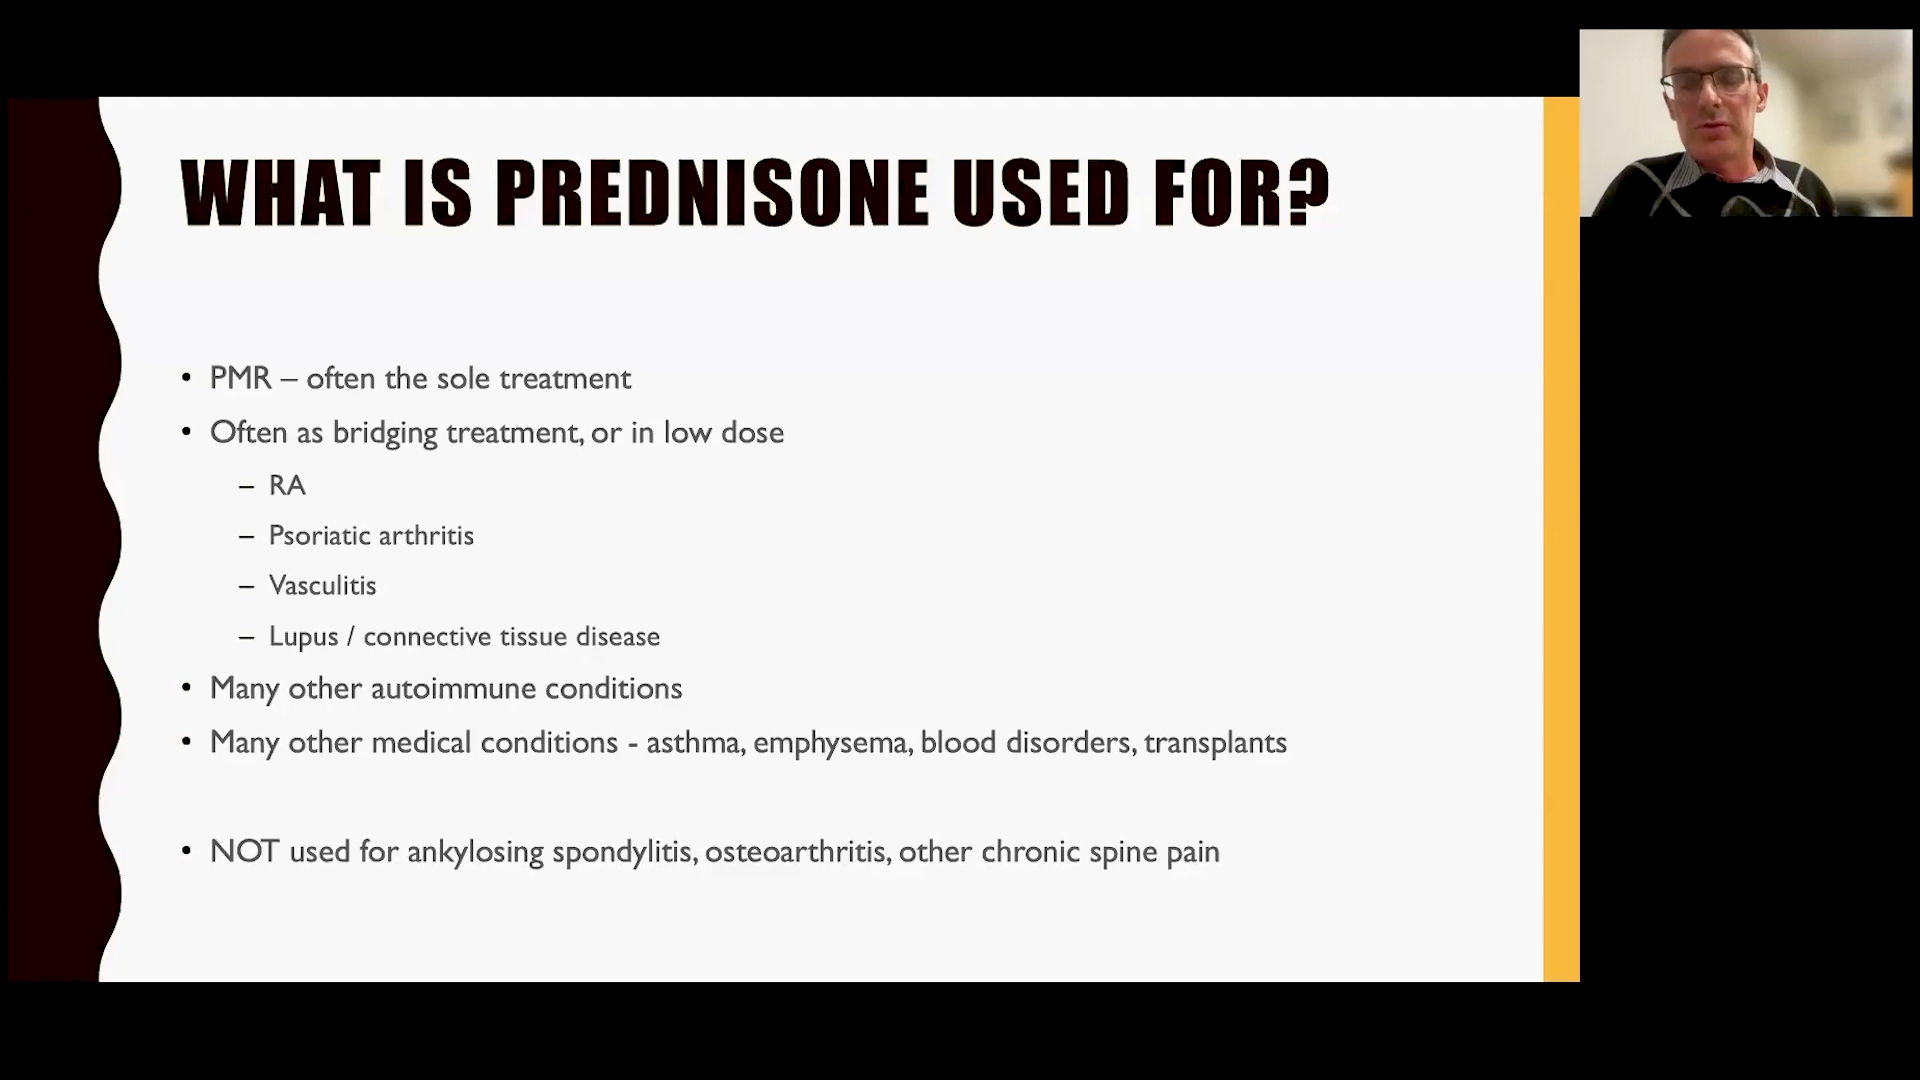 WHAT IS PREDNISONE USED FOR?
• PMR – often the sole treatment
• Often as bridging treatment, or in low dose
– RA
– Psoriatic arthritis
– Vasculitis
– Lupus / connective tissue disease
• Many other autoimmune conditions
• Many other medical conditions - asthma, emphysema, blood disorders, transplants
• NOT used for ankylosing spondylitis, osteoarthritis, other chronic spine pain